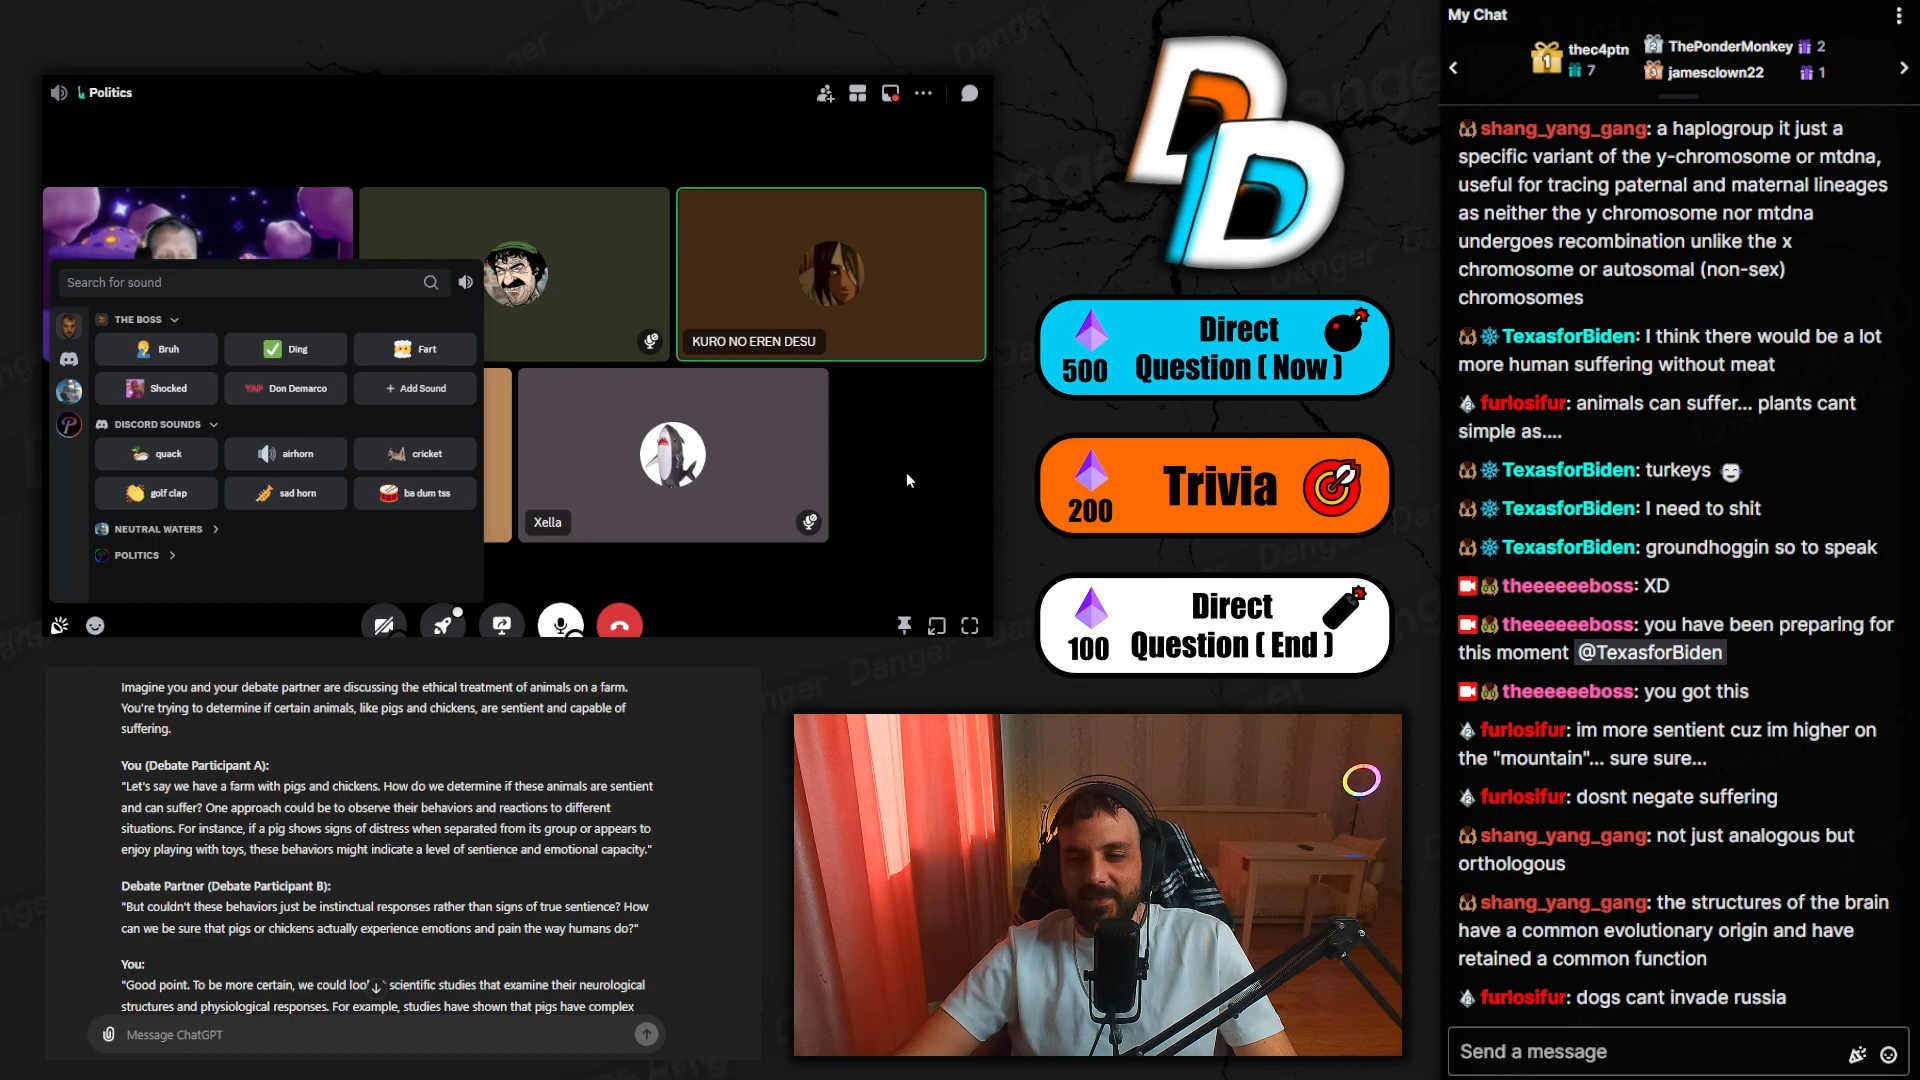 Politics
Search for sound
THE BOSS
Bruh
Ding
Fart
Shocked
YAP Don Demarco
+ Add Sound
DISCORD SOUNDS
quack
airhorn
cricket
golf clap
sad horn
ba dum tss
NEUTRAL WATERS
POLITICS
KURO NO EREN DESU
Xella
Imagine you and your debate partner are discussing the ethical treatment of animals on a farm.
You're trying to determine if certain animals, like pigs and chickens, are sentient and capable of
suffering.
You (Debate Participant A):
"Let's say we have a farm with pigs and chickens. How do we determine if these animals are sentient
and can suffer? One approach could be to observe their behaviors and reactions to different
situations. For instance, if a pig shows signs of distress when separated from its group or appears to
enjoy playing with toys, these behaviors might indicate a level of sentience and emotional capacity."
Debate Partner (Debate Participant B):
"But couldn't these behaviors just be instinctual responses rather than signs of true sentience? How
can we be sure that pigs or chickens actually experience emotions and pain the way humans do?"
You:
"Good point. To be more certain, we could scientific studies that examine their neurological
structures and physiological responses. For example, studies have shown that pigs have complex
Message ChatGPT
DD
500
Direct
Question ( Now )
200
Trivia
100
Direct
Question ( End )
My Chat
1
thec4ptn
7
2
ThePonderMonkey 2
3
jamesclown22 1
shang_yang_gang: a haplogroup it just a
specific variant of the y-chromosome or mtdna,
useful for tracing paternal and maternal lineages
as neither the y chromosome nor mtdna
undergoes recombination unlike the x
chromosome or autosomal (non-sex)
chromosomes
TexasforBiden: I think there would be a lot
more human suffering without meat
furlosifur: animals can suffer... plants cant
simple as....
TexasforBiden: turkeys
TexasforBiden: I need to shit
TexasforBiden: groundhoggin so to speak
theeeeeeboss: XD
theeeeeeboss: you have been preparing for
this moment @TexasforBiden
theeeeeeboss: you got this
furlosifur: im more sentient cuz im higher on
the "mountain"... sure sure...
furlosifur: dosnt negate suffering
shang_yang_gang: not just analogous but
orthologous
shang_yang_gang: the structures of the brain
have a common evolutionary origin and have
retained a common function
furlosifur: dogs cant invade russia
Send a message